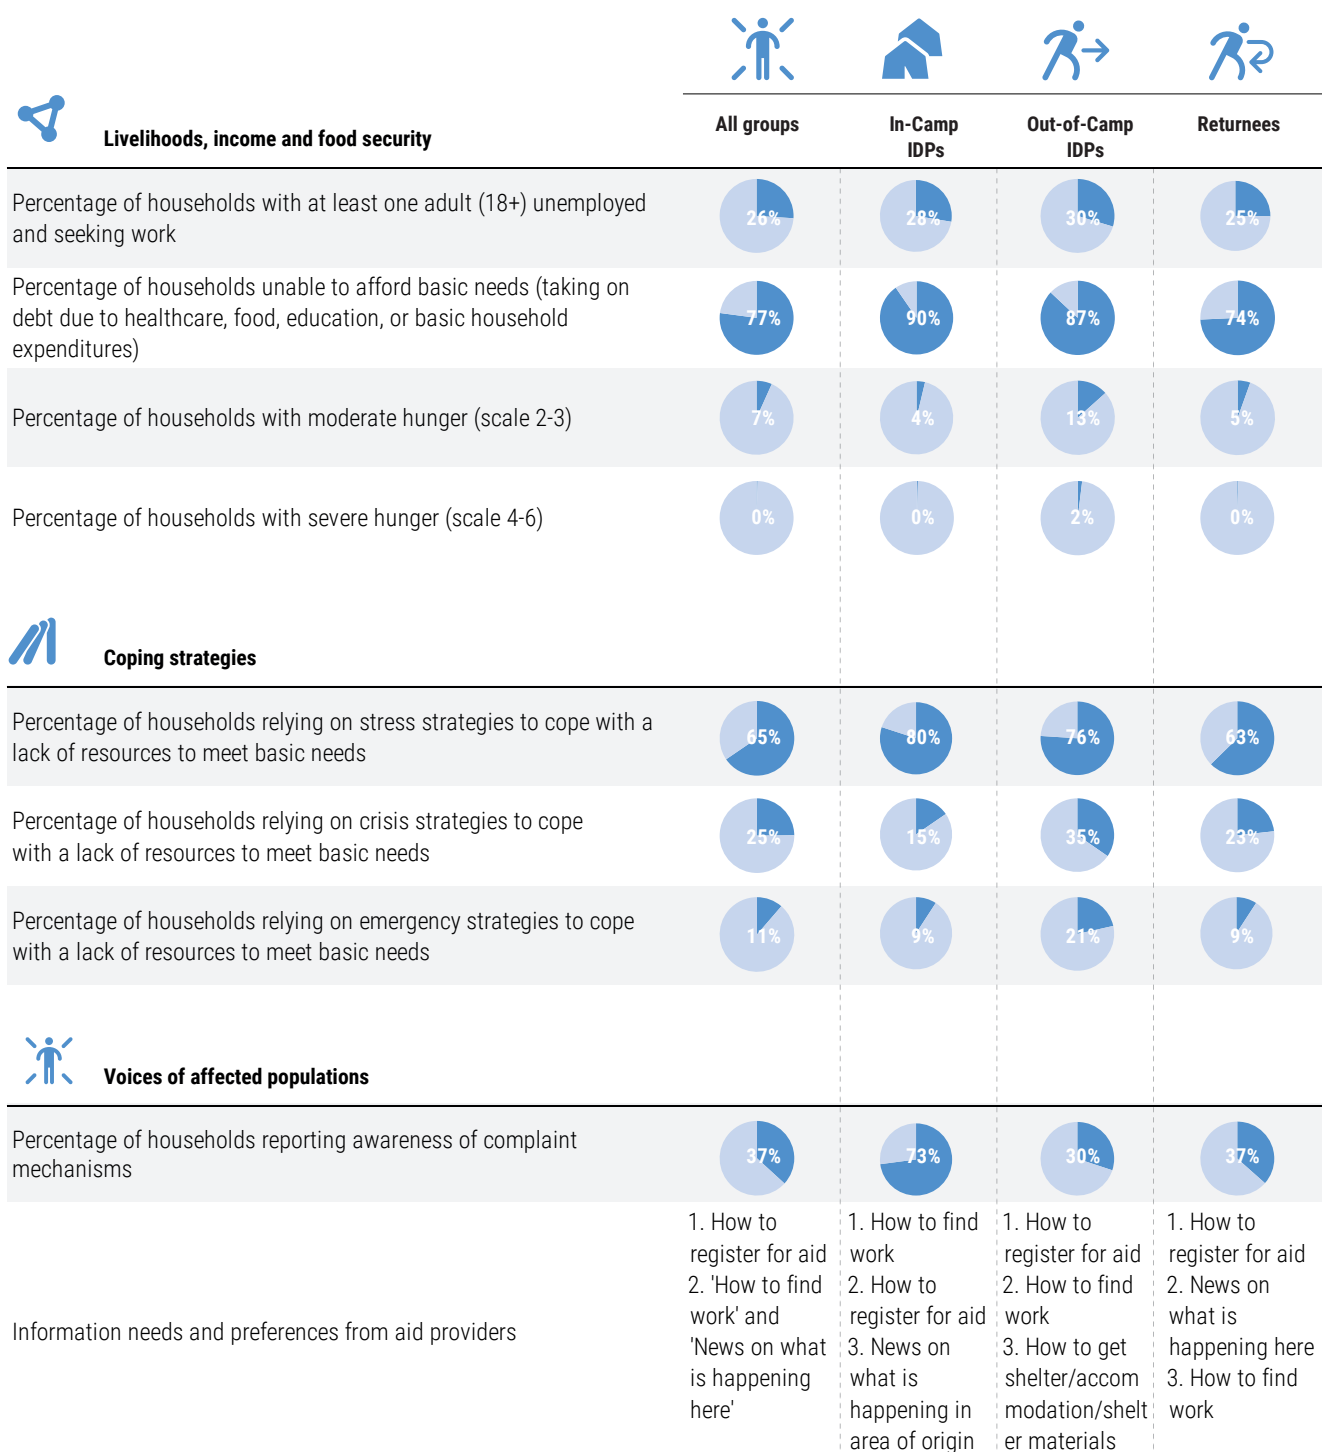 All groups
In-Camp
IDPs
Out-of-Camp
IDPs
Returnees
Livelihoods, income and food security
Percentage of households with at least one adult (18+) unemployed
and seeking work
26%
28%
30%
25%
Percentage of households unable to afford basic needs (taking on
debt due to healthcare, food, education, or basic household
expenditures)
77%
90%
87%
74%
Percentage of households with moderate hunger (scale 2-3)
7%
4%
13%
5%
Percentage of households with severe hunger (scale 4-6)
0%
0%
2%
0%
Coping strategies
Percentage of households relying on stress strategies to cope with a
lack of resources to meet basic needs
65%
80%
76%
63%
Percentage of households relying on crisis strategies to cope
with a lack of resources to meet basic needs
25%
15%
35%
23%
Percentage of households relying on emergency strategies to cope
with a lack of resources to meet basic needs
11%
9%
21%
9%
Voices of affected populations
Percentage of households reporting awareness of complaint
mechanisms
37%
73%
30%
37%
Information needs and preferences from aid providers
1. How to
register for aid
2. 'How to find
work' and
'News on what
is happening
here'
1. How to find
work
2. How to
register for aid
3. News on
what is
happening in
area of origin
1. How to
register for aid
2. How to find
work
3. How to get
shelter/accom
modation/shelt
er materials
1. How to
register for aid
2. News on
what is
happening here
3. How to find
work